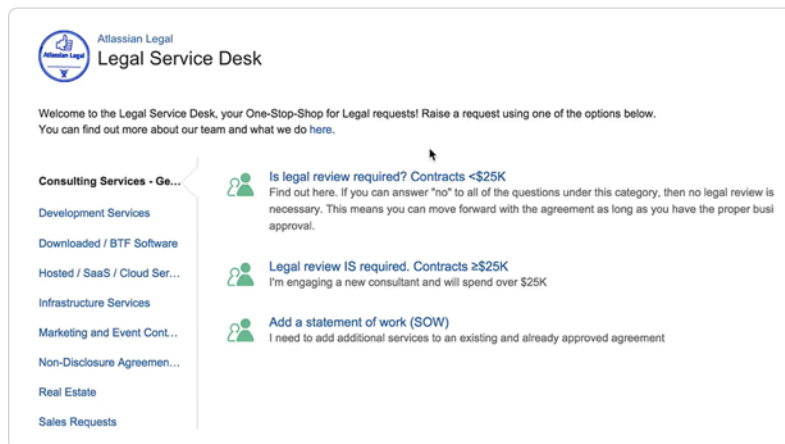 Atlassian Legal
Atlassian Legal
Legal Service Desk
Welcome to the Legal Service Desk, your One-Stop-Shop for Legal requests! Raise a request using one of the options below.
You can find out more about our team and what we do here.
Consulting Services - Ge...
Development Services
Downloaded / BTF Software
Hosted / SaaS / Cloud Ser...
Infrastructure Services
Marketing and Event Cont...
Non-Disclosure Agreemen...
Real Estate
Sales Requests
Is legal review required? Contracts <$25K
Find out here. If you can answer "no" to all of the questions under this category, then no legal review is
necessary. This means you can move forward with the agreement as long as you have the proper busi
approval.
Legal review IS required. Contracts ≥$25K
I'm engaging a new consultant and will spend over $25K
Add a statement of work (SOW)
I need to add additional services to an existing and already approved agreement